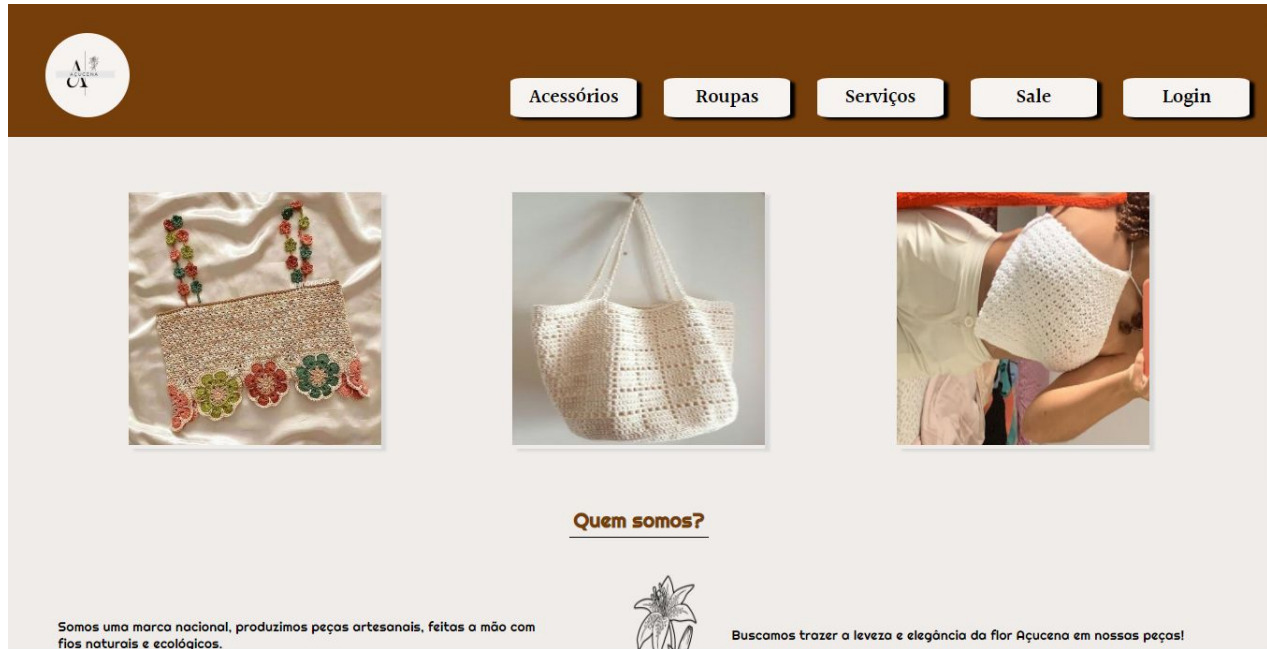 AÇUCENA
Acessórios
Roupas
Serviços
Sale
Login
Quem somos?
Somos uma marca nacional, produzimos peças artesanais, feitas a mão com
fios naturais e ecológicos.
Buscamos trazer a leveza e elegância da flor Açucena em nossas peças!